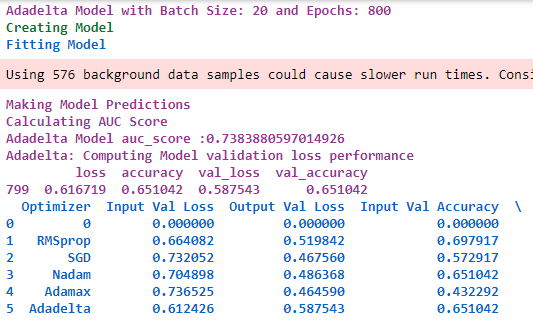 Adadelta Model with Batch Size: 20 and Epochs: 800
Creating Model
Fitting Model
Using 576 background data samples could cause slower run times. Consi
Making Model Predictions
Calculating AUC Score
Adadelta Model auc_score :0.7383880597014926
Adadelta: Computing Model validation loss performance
loss accuracy val_loss val_accuracy
799 0.616719 0.651042 0.587543 0.651042
Optimizer Input Val Loss Output Val Loss Input Val Accuracy \
0 0 0.000000 0.000000 0.000000
1 RMSprop 0.664082 0.519842 0.697917
2 SGD 0.732052 0.467560 0.572917
3 Nadam 0.704898 0.486368 0.651042
4 Adamax 0.736525 0.464590 0.432292
5 Adadelta 0.612426 0.587543 0.651042